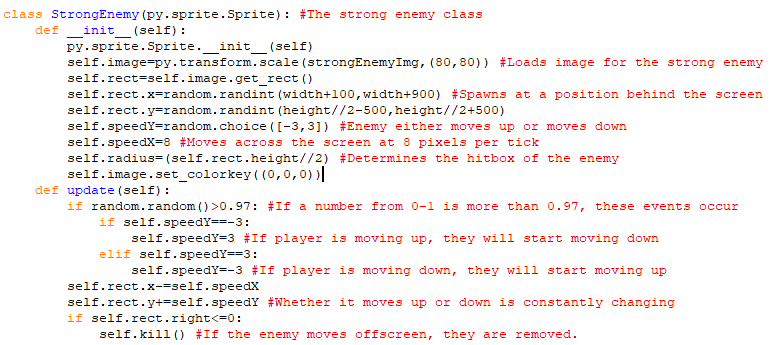 class StrongEnemy(py.sprite.Sprite): #The strong enemy class
    def __init__(self):
        py.sprite.Sprite.__init__(self)
        self.image=py.transform.scale(strongEnemyImg,(80,80)) #Loads image for the strong enemy
        self.rect=self.image.get_rect()
        self.rect.x=random.randint(width+100,width+900) #Spawns at a position behind the screen
        self.rect.y=random.randint(height//2-500,height//2+500)
        self.speedY=random.choice([-3,3]) #Enemy either moves up or moves down
        self.speedX=8 #Moves across the screen at 8 pixels per tick
        self.radius=(self.rect.height//2) #Determines the hitbox of the enemy
        self.image.set_colorkey((0,0,0))
    def update(self):
        if random.random()>0.97: #If a number from 0-1 is more than 0.97, these events occur
            if self.speedY==-3:
                self.speedY=3 #If player is moving up, they will start moving down
            elif self.speedY==3:
                self.speedY=-3 #If player is moving down, they will start moving up
        self.rect.x-=self.speedX
        self.rect.y+=self.speedY #Whether it moves up or down is constantly changing
        if self.rect.right<=0:
            self.kill() #If the enemy moves offscreen, they are removed.